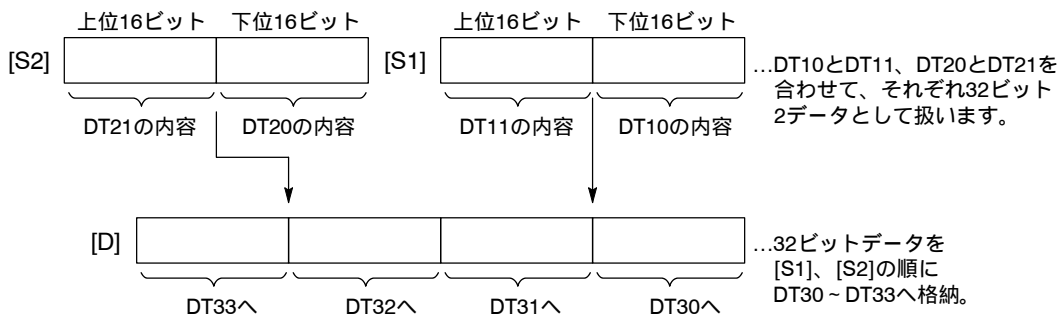 上位16ビット 下位16ビット 上位16ビット 下位16ビット
[S2] [S1]
…DT10とDT11、DT20とDT21を
合わせて、それぞれ32ビット
2データとして扱います。
DT21の内容 DT20の内容 DT11の内容 DT10の内容
[D]
…32ビットデータを
[S1]、[S2]の順に
DT30~DT33へ格納。
DT33へ DT32へ DT31へ DT30へ